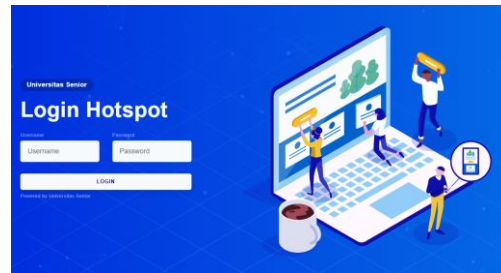 Universitas Senior
Login Hotspot
Username Password
Username Password
LOGIN
Powered by Universitas Senior